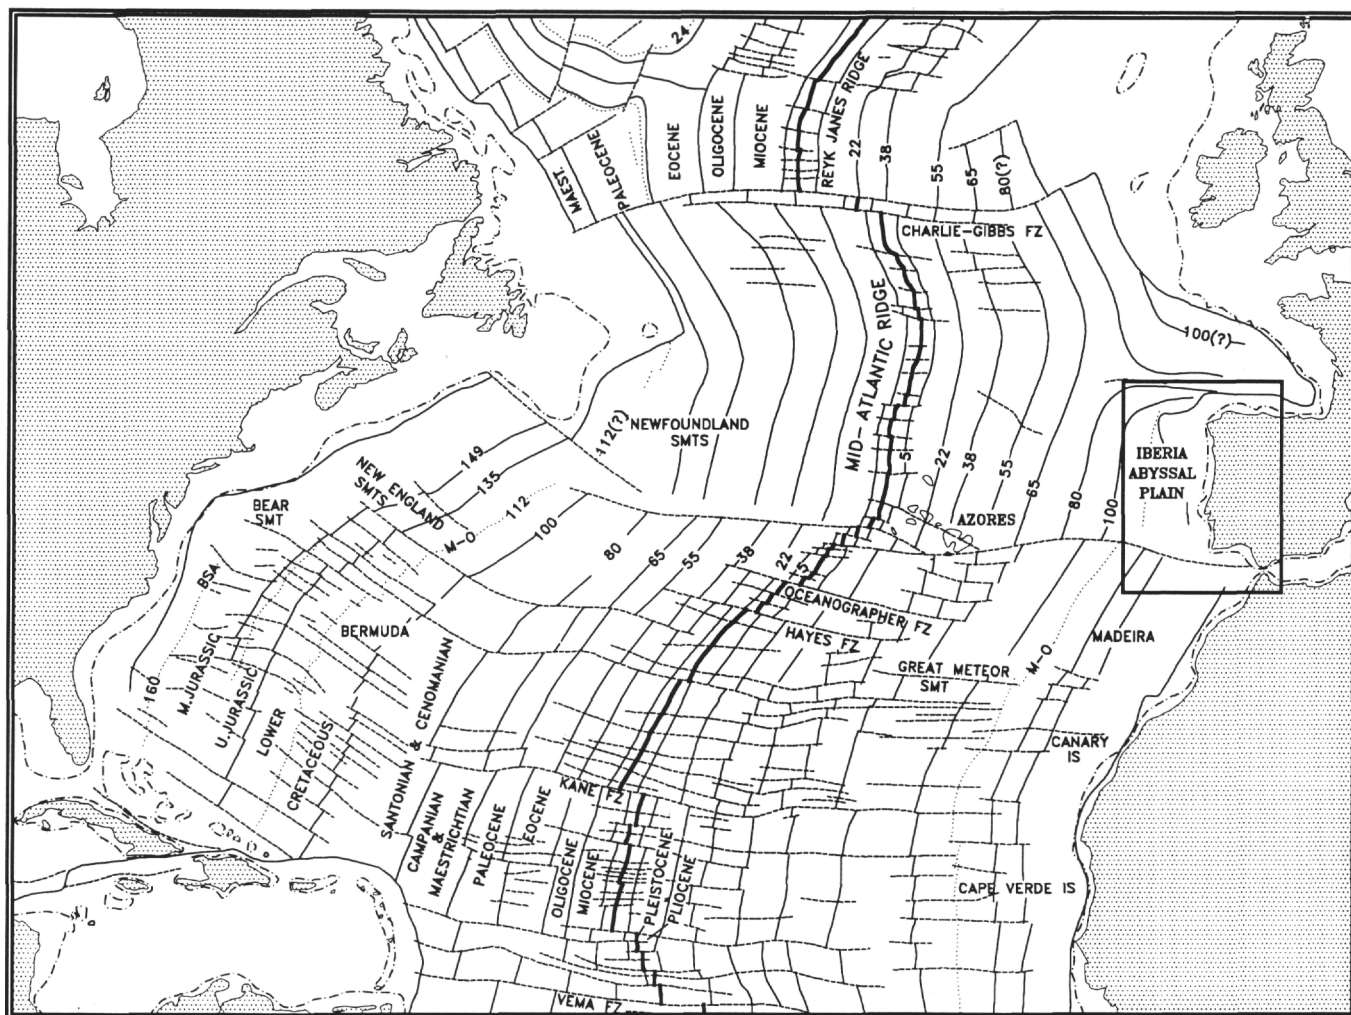 24
MAEST.
PALEOCENE
EOCENE
OLIGOCENE
MIOCENE
REYK JANES RIDGE
22
38
55
65
80(?)
CHARLIE-GIBBS FZ
MID-ATLANTIC RIDGE
100(?)
NEWFOUNDLAND
SMTS
112(?)
149
135
112
100
M-0
NEW ENGLAND
SMTS
BEAR
SMT
5
22
38
55
65
80
100
IBERIA
ABYSSAL
PLAIN
AZORES
80
65
55
38
22
5
OCEANOGRAPHER FZ
HAYES FZ
GREAT METEOR
SMT
M-0
MADEIRA
BSA
BERMUDA
160
M. JURASSIC
U. JURASSIC
LOWER
CRETACEOUS
SANTONIAN & CENOMANIAN
CAMPANIAN
&
MAESTRICHTIAN
PALEOCENE
EOCENE
OLIGOCENE
MIOCENE
KANE FZ
PLEISTOCENE
PLIOCENE
CANARY
IS
CAPE VERDE IS
VEMA FZ